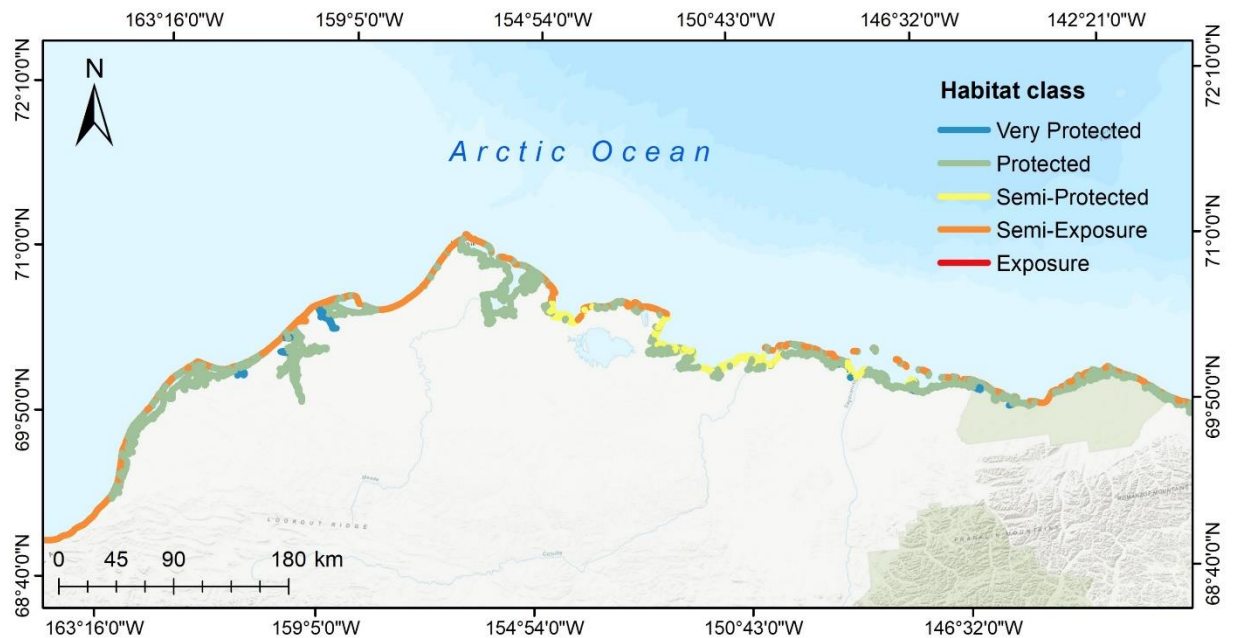 163°16'0"W 159°5'0"W 154°54'0"W 150°43'0"W 146°32'0"W 142°21'0"W
72°10'0"N
72°10'0"N
N
Habitat class
Very Protected
Arctic Ocean
Protected
Semi-Protected
Semi-Exposure
Exposure
71°0'0"N
71°0'0"N
69°50'0"N
69°50'0"N
LOOKOUT RIDGE
0 45 90 180 km
68°40'0"N
68°40'0"N
163°16'0"W 159°5'0"W 154°54'0"W 150°43'0"W 146°32'0"W